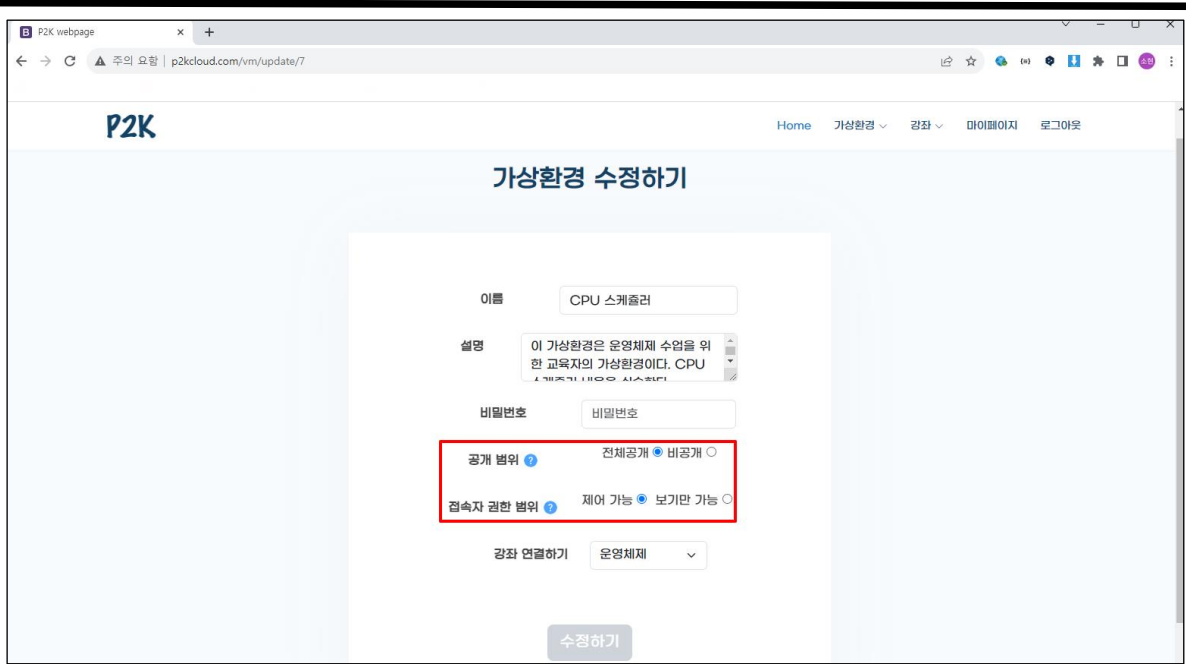 P2K webpage
주의 요함 | p2kcloud.com/vm/update/7
소현
P2K
Home 가상환경 강좌 마이페이지 로그아웃
가상환경 수정하기
이름 CPU 스케쥴러
설명 이 가상환경은 운영체제 수업을 위
한 교육자의 가상환경이다. CPU
비밀번호 비밀번호
공개 범위 ? 전체공개 비공개
접속자 권한 범위 ? 제어 가능 보기만 가능
강좌 연결하기 운영체제
수정하기